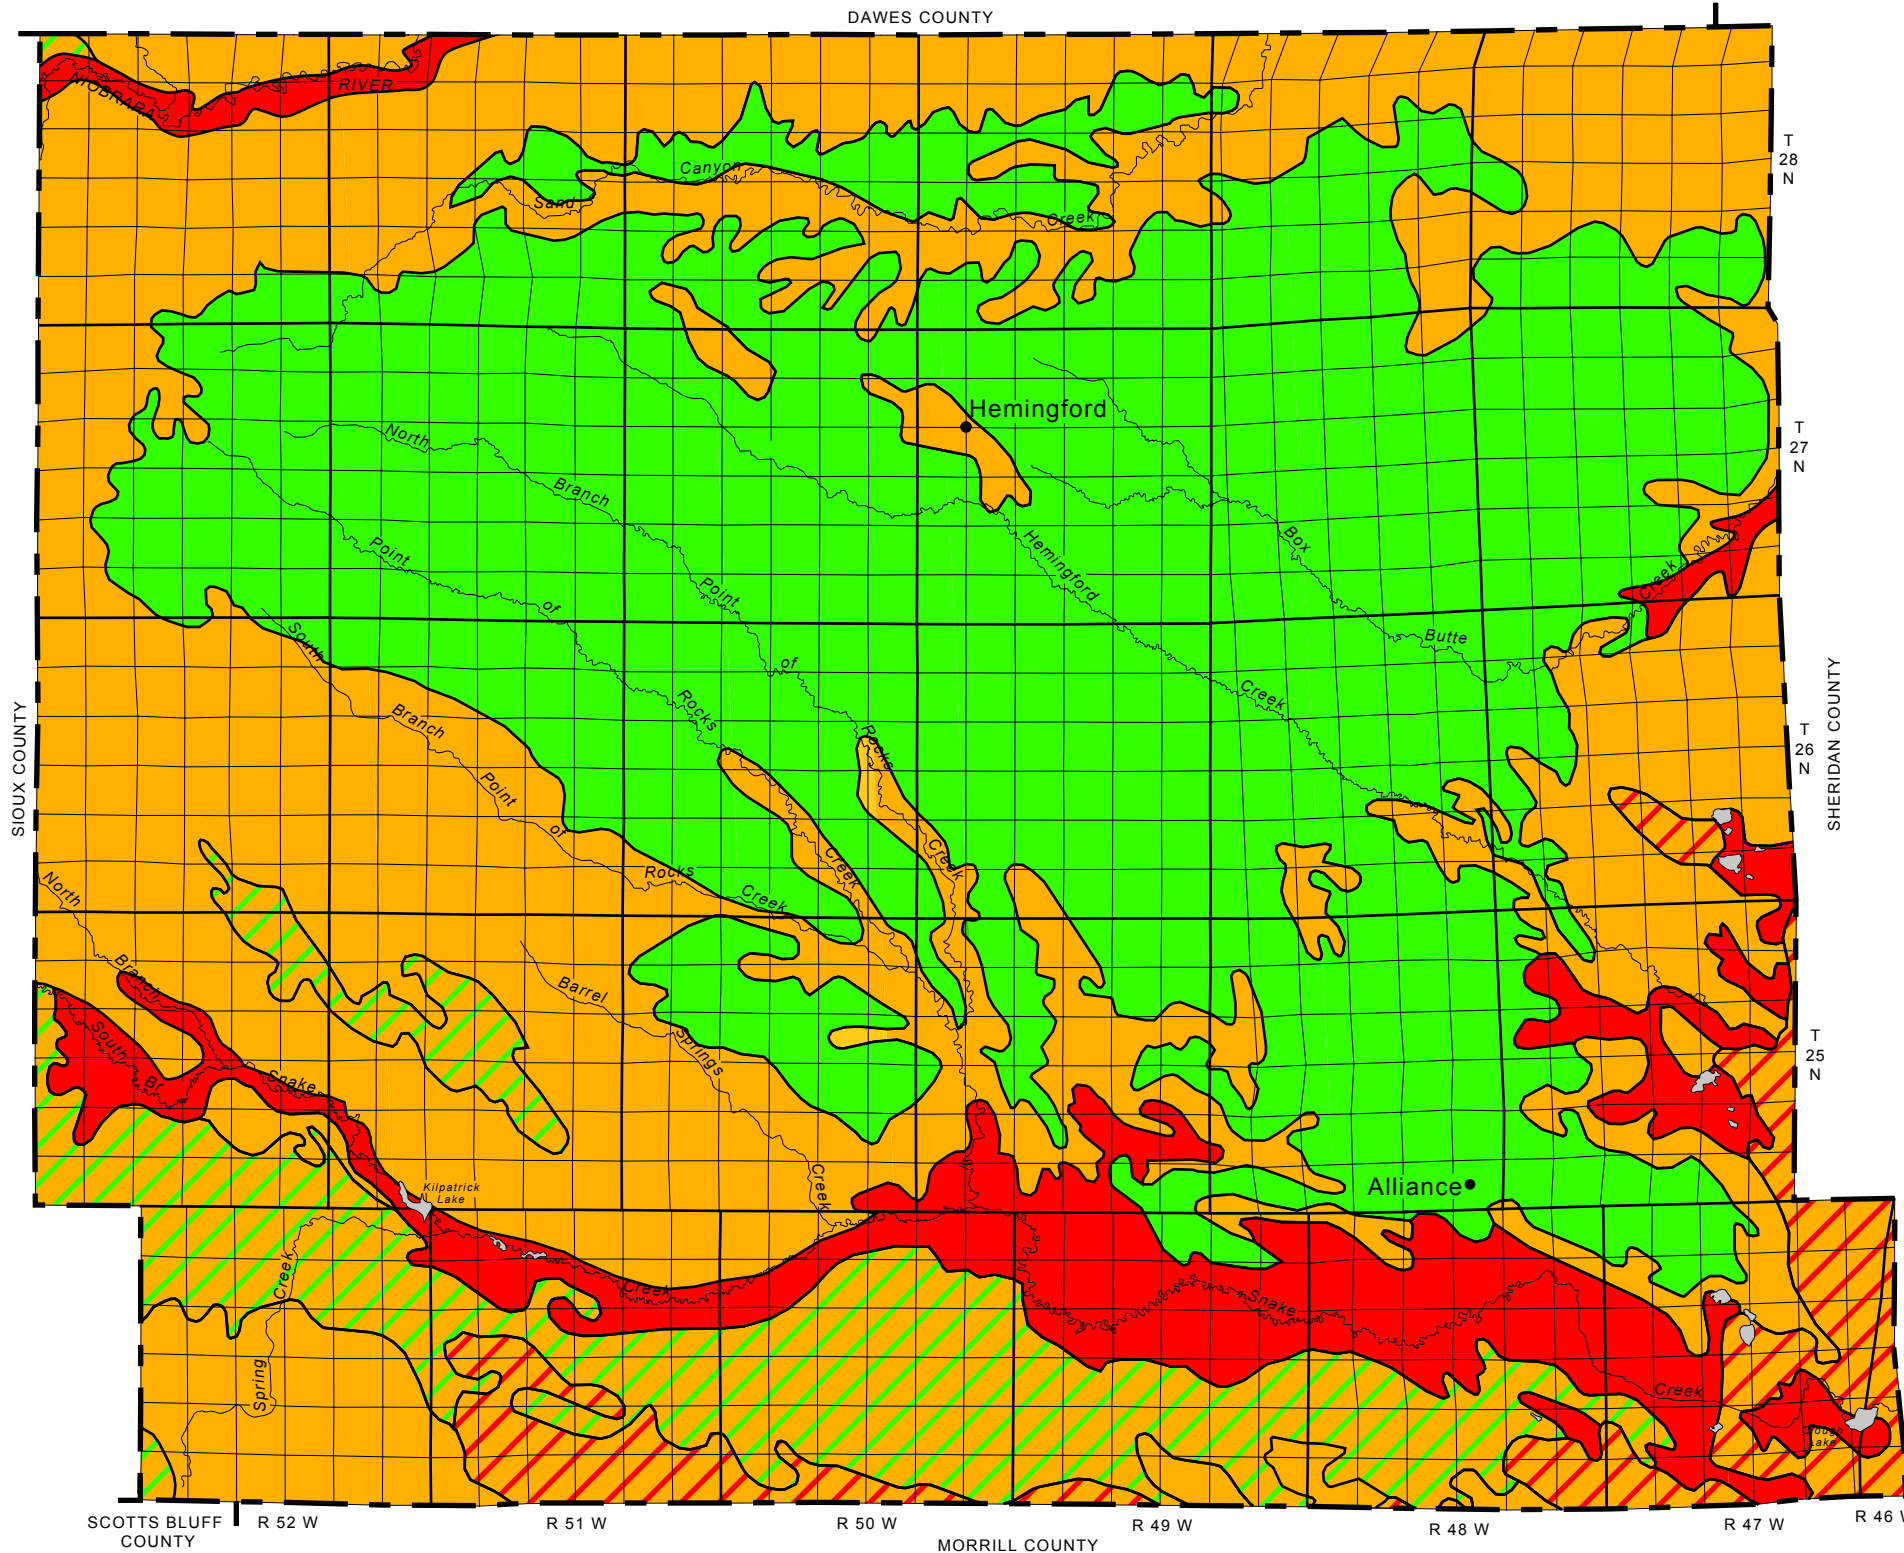 DAWES COUNTY
NIOBRARA
RIVER
T
28
N
Canyon
Sand
Creek
Hemingford
T
27
N
North
Branch
Point
of
Rocks
Creek
Point
of
Rocks
Creek
Hemingford
Creek
Box
Butte
Creek
South
Branch
Point
of
Rocks
Creek
SIOUX COUNTY
SHERIDAN COUNTY
T
26
N
North
Branch
South
Br
Snake
Barrel
Springs
Creek
T
25
N
Kilpatrick
Lake
Alliance
Creek
Spring
Creek
Snake
Creek
Clough
Lake
SCOTTS BLUFF
COUNTY
R 52 W
R 51 W
R 50 W
R 49 W
R 48 W
R 47 W
R 46 W
MORRILL COUNTY